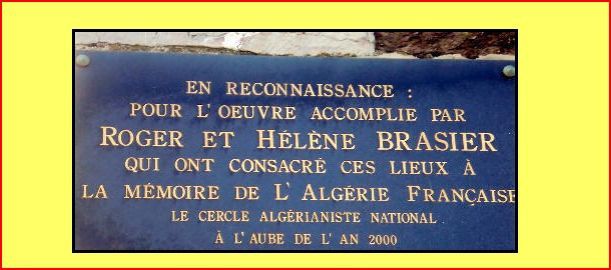 EN RECONNAISSANCE :
POUR L'OEUVRE ACCOMPLIE PAR
ROGER ET HÉLÈNE BRASIER
QUI ONT CONSACRÉ CES LIEUX À
LA MÉMOIRE DE L'ALGÉRIE FRANÇAISE
LE CERCLE ALGÉRIANISTE NATIONAL
À L'AUBE DE L'AN 2000